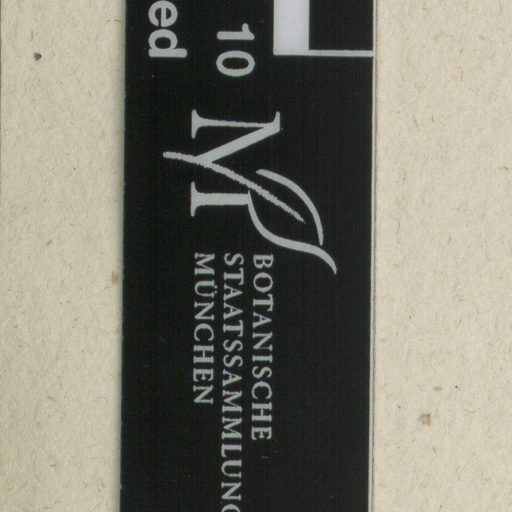 10
ed
BOTANISCHE
STAATSSAMMLUNG
MÜNCHEN